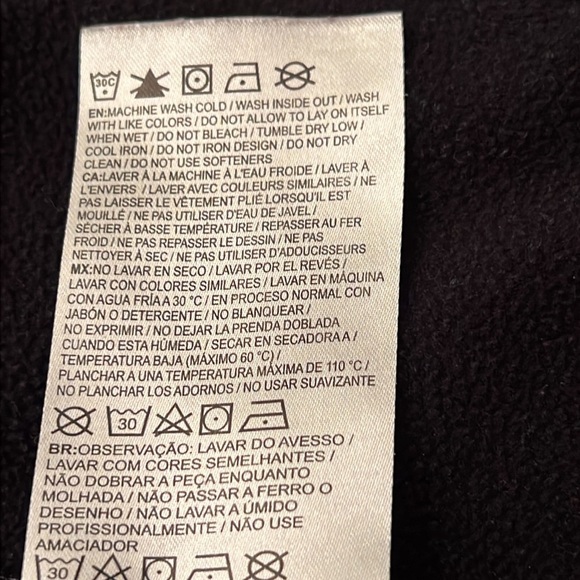 30C
EN:MACHINE WASH COLD / WASH INSIDE OUT / WASH
WITH LIKE COLORS / DO NOT ALLOW TO LAY ON ITSELF
WHEN WET / DO NOT BLEACH / TUMBLE DRY LOW /
COOL IRON / DO NOT IRON DESIGN / DO NOT DRY
CLEAN / DO NOT USE SOFTENERS
CA:LAVER À LA MACHINE À L'EAU FROIDE / LAVER À
L'ENVERS / LAVER AVEC COULEURS SIMILAIRES / NE
PAS LAISSER LE VÊTEMENT PLIÉ LORSQU'IL EST
MOUILLÉ / NE PAS UTILISER D'EAU DE JAVEL /
SÉCHER À BASSE TEMPÉRATURE / REPASSER AU FER
FROID / NE PAS REPASSER LE DESSIN / NE PAS
NETTOYER À SEC / NE PAS UTILISER D'ADOUCISSEURS
MX:NO LAVAR EN SECO / LAVAR POR EL REVÉS /
LAVAR CON COLORES SIMILARES / LAVAR EN MÁQUINA
CON AGUA FRÍA A 30 °C / EN PROCESO NORMAL CON
JABÓN O DETERGENTE / NO BLANQUEAR /
NO EXPRIMIR / NO DEJAR LA PRENDA DOBLADA
CUANDO ESTA HÚMEDA / SECAR EN SECADORA A /
TEMPERATURA BAJA (MÁXIMO 60 °C) /
PLANCHAR A UNA TEMPERATURA MÁXIMA DE 110 °C /
NO PLANCHAR LOS ADORNOS / NO USAR SUAVIZANTE
30
BR:OBSERVAÇÃO: LAVAR DO AVESSO /
LAVAR COM CORES SEMELHANTES /
NÃO DOBRAR A PEÇA ENQUANTO
MOLHADA / NÃO PASSAR A FERRO O
DESENHO / NÃO LAVAR A ÚMIDO
PROFISSIONALMENTE / NÃO USE
AMACIADOR
30